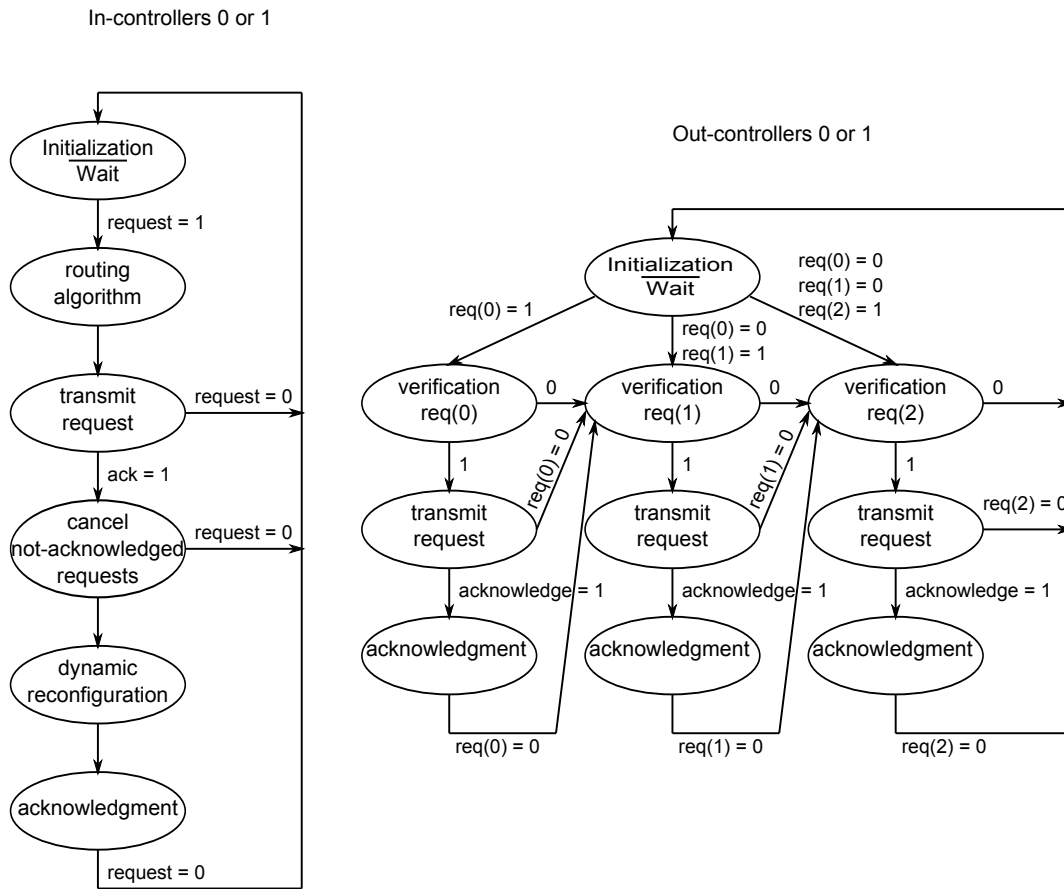 In-controllers 0 or 1
Initialization
Wait
request = 1
routing
algorithm
transmit
request
request = 0
ack = 1
cancel
not-acknowledged
requests
request = 0
dynamic
reconfiguration
acknowledgment
request = 0
Out-controllers 0 or 1
Initialization
Wait
req(0) = 1
req(0) = 0
req(1) = 1
req(0) = 0
req(1) = 0
req(2) = 1
verification
req(0)
0
verification
req(1)
0
verification
req(2)
0
1
req(0) = 0
1
req(1) = 0
1
transmit
request
transmit
request
transmit
request
req(2) = 0
acknowledge = 1
acknowledge = 1
acknowledge = 1
acknowledgment
acknowledgment
acknowledgment
req(0) = 0
req(1) = 0
req(2) = 0